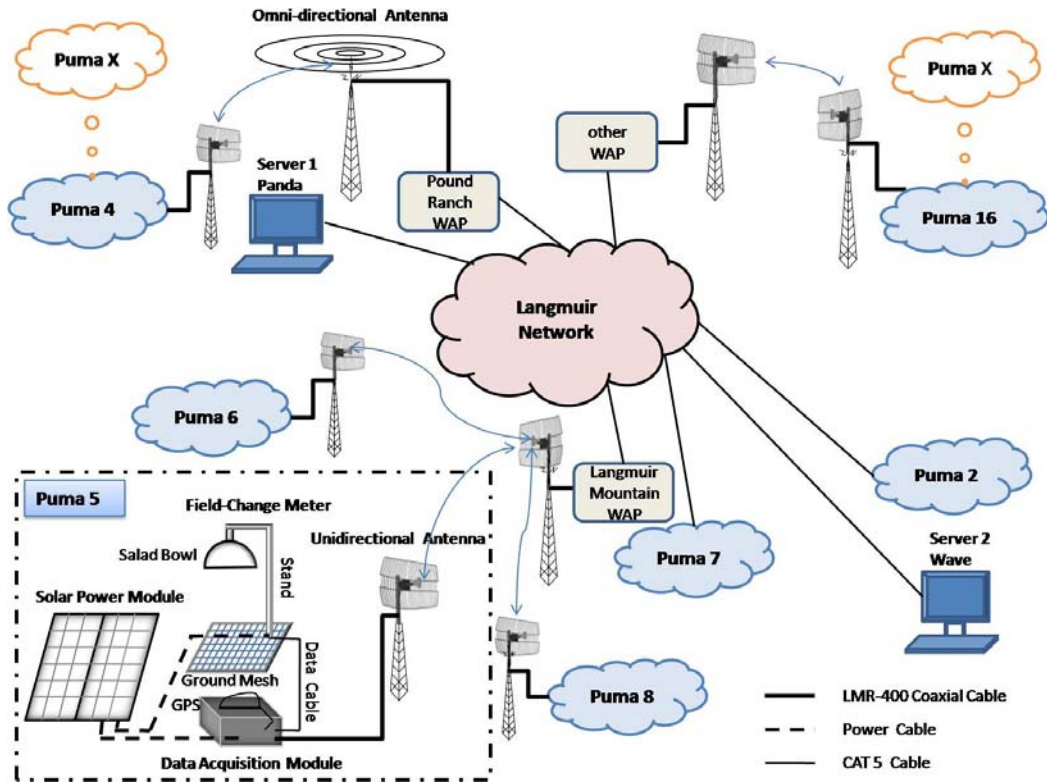 Omni-directional Antenna
Puma X
Puma X
other
WAP
Server 1
Panda
Pound
Ranch
WAP
Puma 4
Puma 16
Langmuir
Network
Puma 6
Langmuir
Mountain
WAP
Puma 2
Puma 5
Field-Change Meter
Salad Bowl
Unidirectional Antenna
Stand
Puma 7
Server 2
Wave
Solar Power Module
Data Cable
Ground Mesh
GPS
Data Acquisition Module
Puma 8
LMR-400 Coaxial Cable
Power Cable
CAT 5 Cable